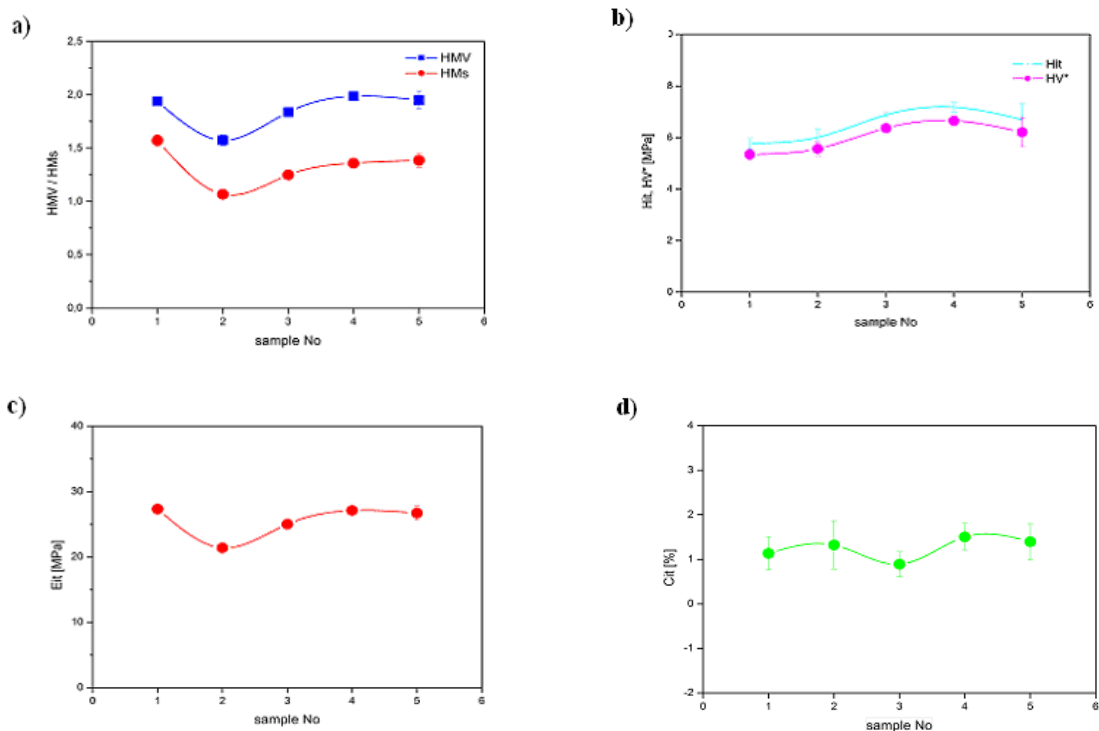 a)
2,5
2,0
1,5
1,0
0,5
0,0
HMV / HMs
HMV
HMs
0 1 2 3 4 5 6
sample No
b)
8
6
4
2
0
Hit, HV* [MPa]
Hit
HV*
0 1 2 3 4 5 6
sample No
c)
40
30
20
10
0
Eit [MPa]
0 1 2 3 4 5 6
sample No
d)
4
3
2
1
0
-1
-2
Cit [%]
0 1 2 3 4 5 6
sample No